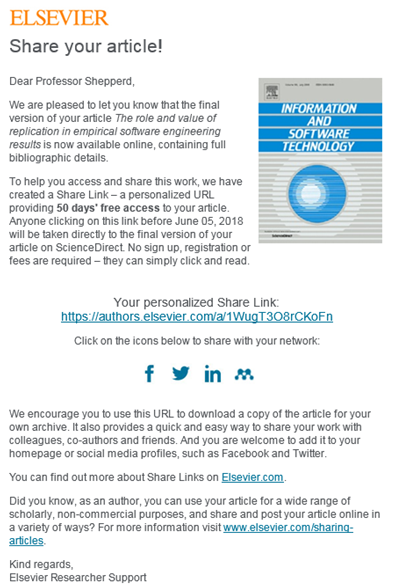 ELSEVIER
Share your article!
Dear Professor Shepperd,
We are pleased to let you know that the final
version of your article The role and value of
replication in empirical software engineering
results is now available online, containing full
bibliographic details.
INFORMATION
AND
SOFTWARE
TECHNOLOGY
To help you access and share this work, we have
created a Share Link – a personalized URL
providing 50 days' free access to your article.
Anyone clicking on this link before June 05, 2018
will be taken directly to the final version of your
article on ScienceDirect. No sign up, registration or
fees are required – they can simply click and read.
Your personalized Share Link:
https://authors.elsevier.com/a/1WugT3O8rCKoFn
Click on the icons below to share with your network:
We encourage you to use this URL to download a copy of the article for your
own archive. It also provides a quick and easy way to share your work with
colleagues, co-authors and friends. And you are welcome to add it to your
homepage or social media profiles, such as Facebook and Twitter.
You can find out more about Share Links on Elsevier.com.
Did you know, as an author, you can use your article for a wide range of
scholarly, non-commercial purposes, and share and post your article online in
a variety of ways? For more information visit www.elsevier.com/sharing-
articles.
Kind regards,
Elsevier Researcher Support